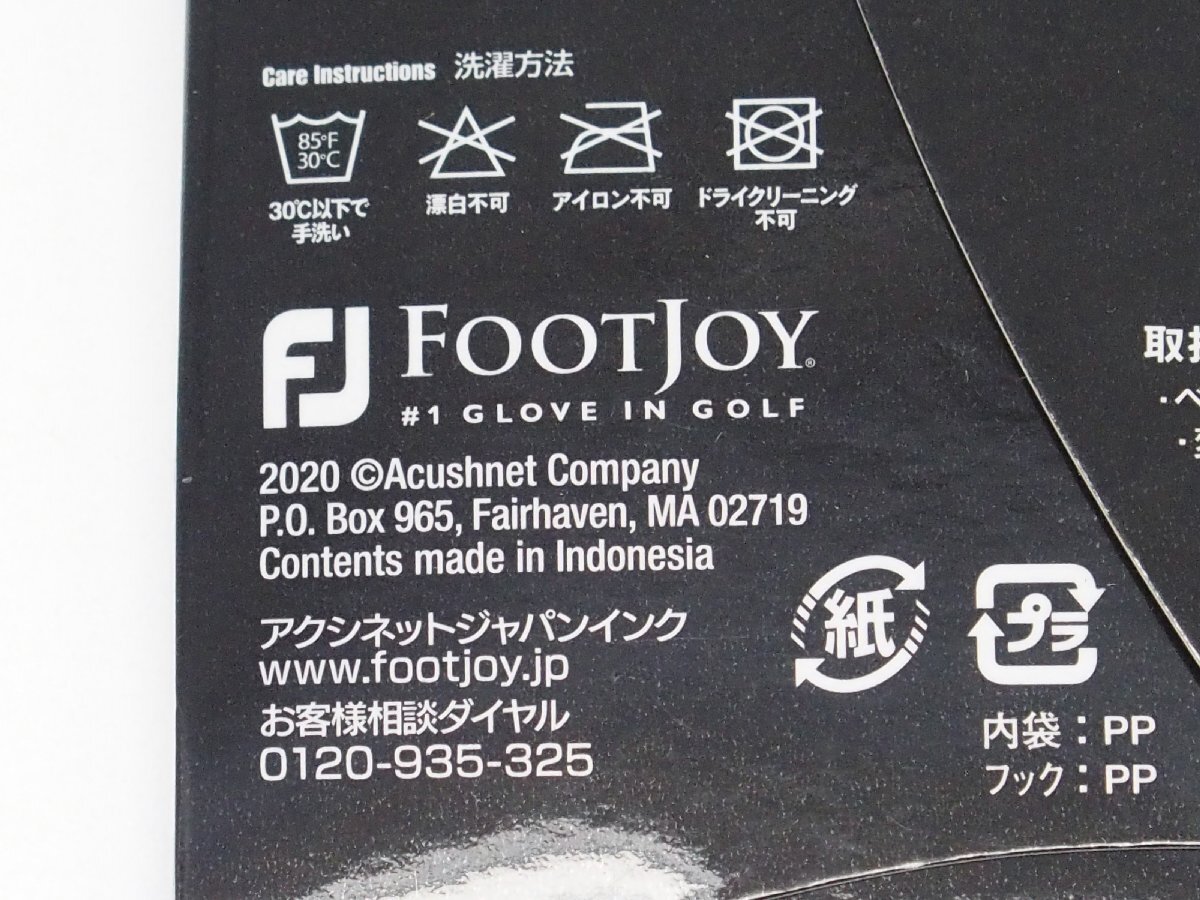 Care Instructions 洗濯方法
85°F
30°C
30℃以下で
手洗い
漂白不可
アイロン不可
ドライクリーニング
不可
FJ FOOTJOY®
#1 GLOVE IN GOLF
2020 ©Acushnet Company
P.O. Box 965, Fairhaven, MA 02719
Contents made in Indonesia
アクシネットジャパンインク
www.footjoy.jp
お客様相談ダイヤル
0120-935-325
紙
プラ
内袋：PP
フック：PP
取